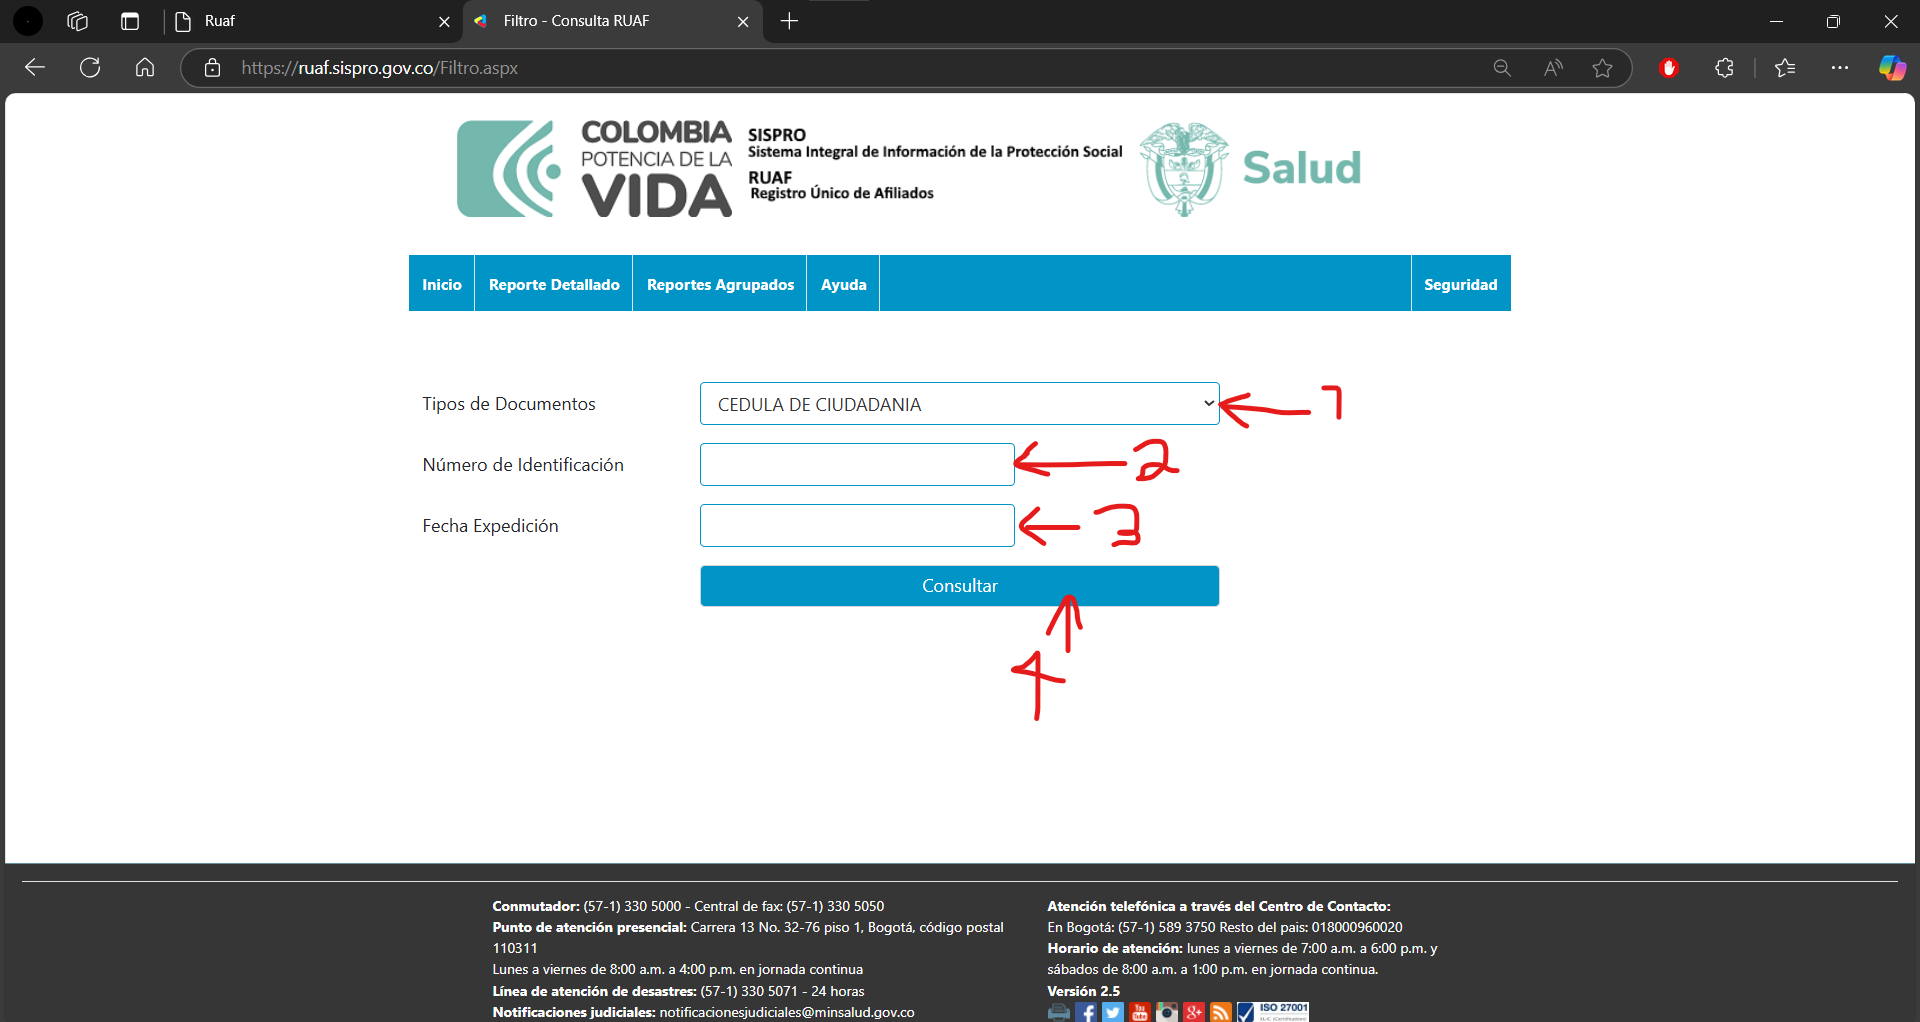 Ruaf
Filtro - Consulta RUAF
https://ruaf.sispro.gov.co/Filtro.aspx
COLOMBIA
POTENCIA DE LA
VIDA
SISPRO
Sistema Integral de Información de la Protección Social
RUAF
Registro Único de Afiliados
Salud
Inicio
Reporte Detallado
Reportes Agrupados
Ayuda
Seguridad
Tipos de Documentos
CEDULA DE CIUDADANIA
1
Número de Identificación
2
Fecha Expedición
3
Consultar
4
Conmutador: (57-1) 330 5000 - Central de fax: (57-1) 330 5050
Punto de atención presencial: Carrera 13 No. 32-76 piso 1, Bogotá, código postal
110311
Lunes a viernes de 8:00 a.m. a 4:00 p.m. en jornada continua
Línea de atención de desastres: (57-1) 330 5071 - 24 horas
Notificaciones judiciales: notificacionesjudiciales@minsalud.gov.co
Atención telefónica a través del Centro de Contacto:
En Bogotá: (57-1) 589 3750 Resto del pais: 018000960020
Horario de atención: lunes a viernes de 7:00 a.m. a 6:00 p.m. y
sábados de 8:00 a.m. a 1:00 p.m. en jornada continua.
Versión 2.5
ISO 27001